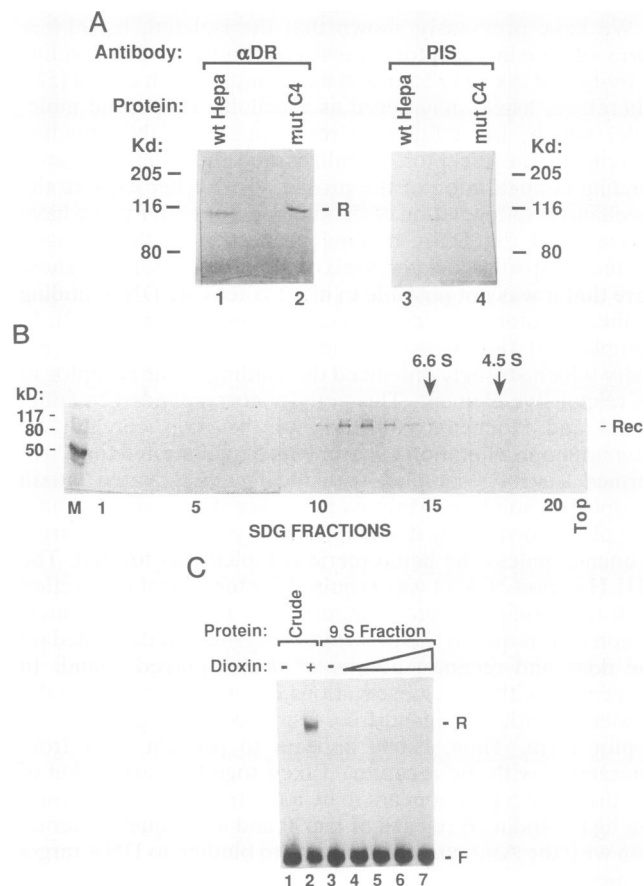 A
Antibody: αDR PIS
Protein: wt Hepa mut C4 wt Hepa mut C4
Kd: Kd:
205 – – 205
116 – – R – 116
80 – – 80
1 2 3 4
B
6.6 S 4.5 S
kD:
117 -
80 - - Rec
50 -
M 1 5 10 15 20 Top
SDG FRACTIONS
C
Protein: Crude 9 S Fraction
Dioxin: - + -
- R
- F
1 2 3 4 5 6 7